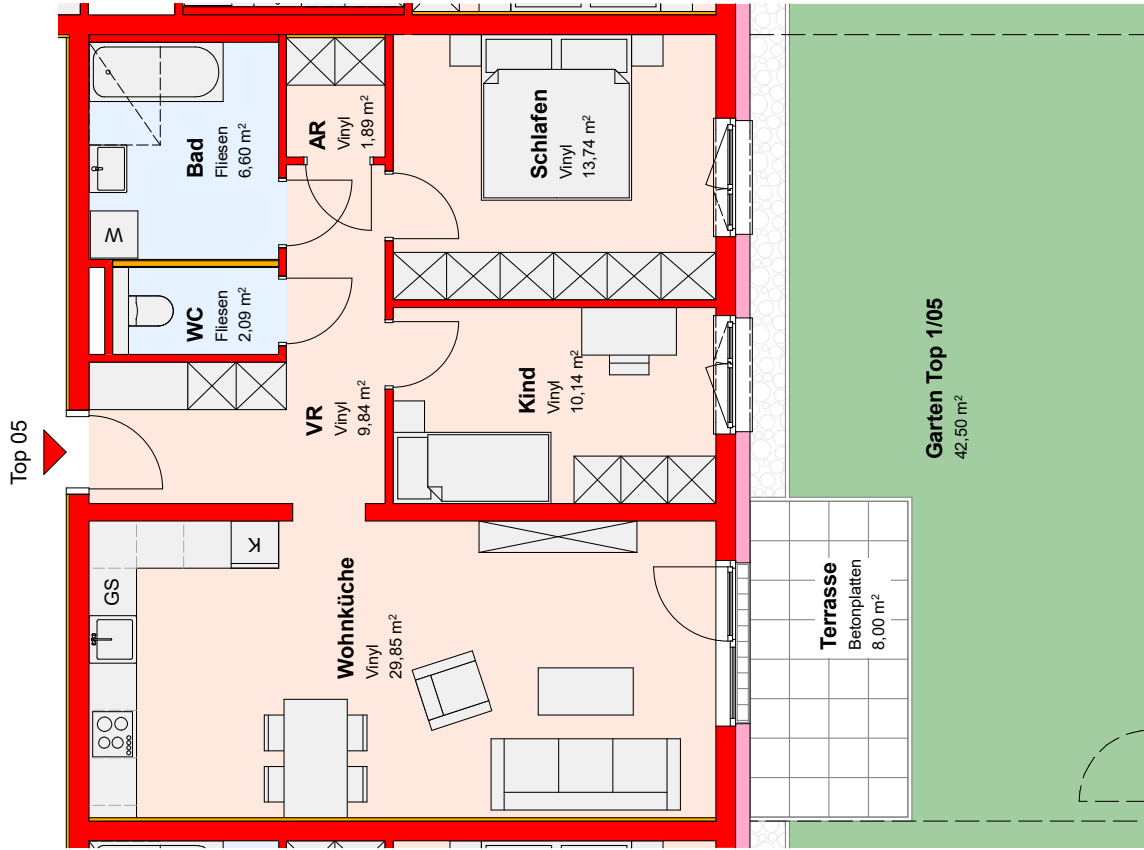 Top 05
Bad
Fliesen
6,60 m²
W
AR
Vinyl
1,89 m²
Schlafen
Vinyl
13,74 m²
WC
Fliesen
2,09 m²
VR
Vinyl
9,84 m²
Kind
Vinyl
10,14 m²
Garten Top 1/05
42,50 m²
K
GS
Wohnküche
Vinyl
29,85 m²
Terrasse
Betonplatten
8,00 m²